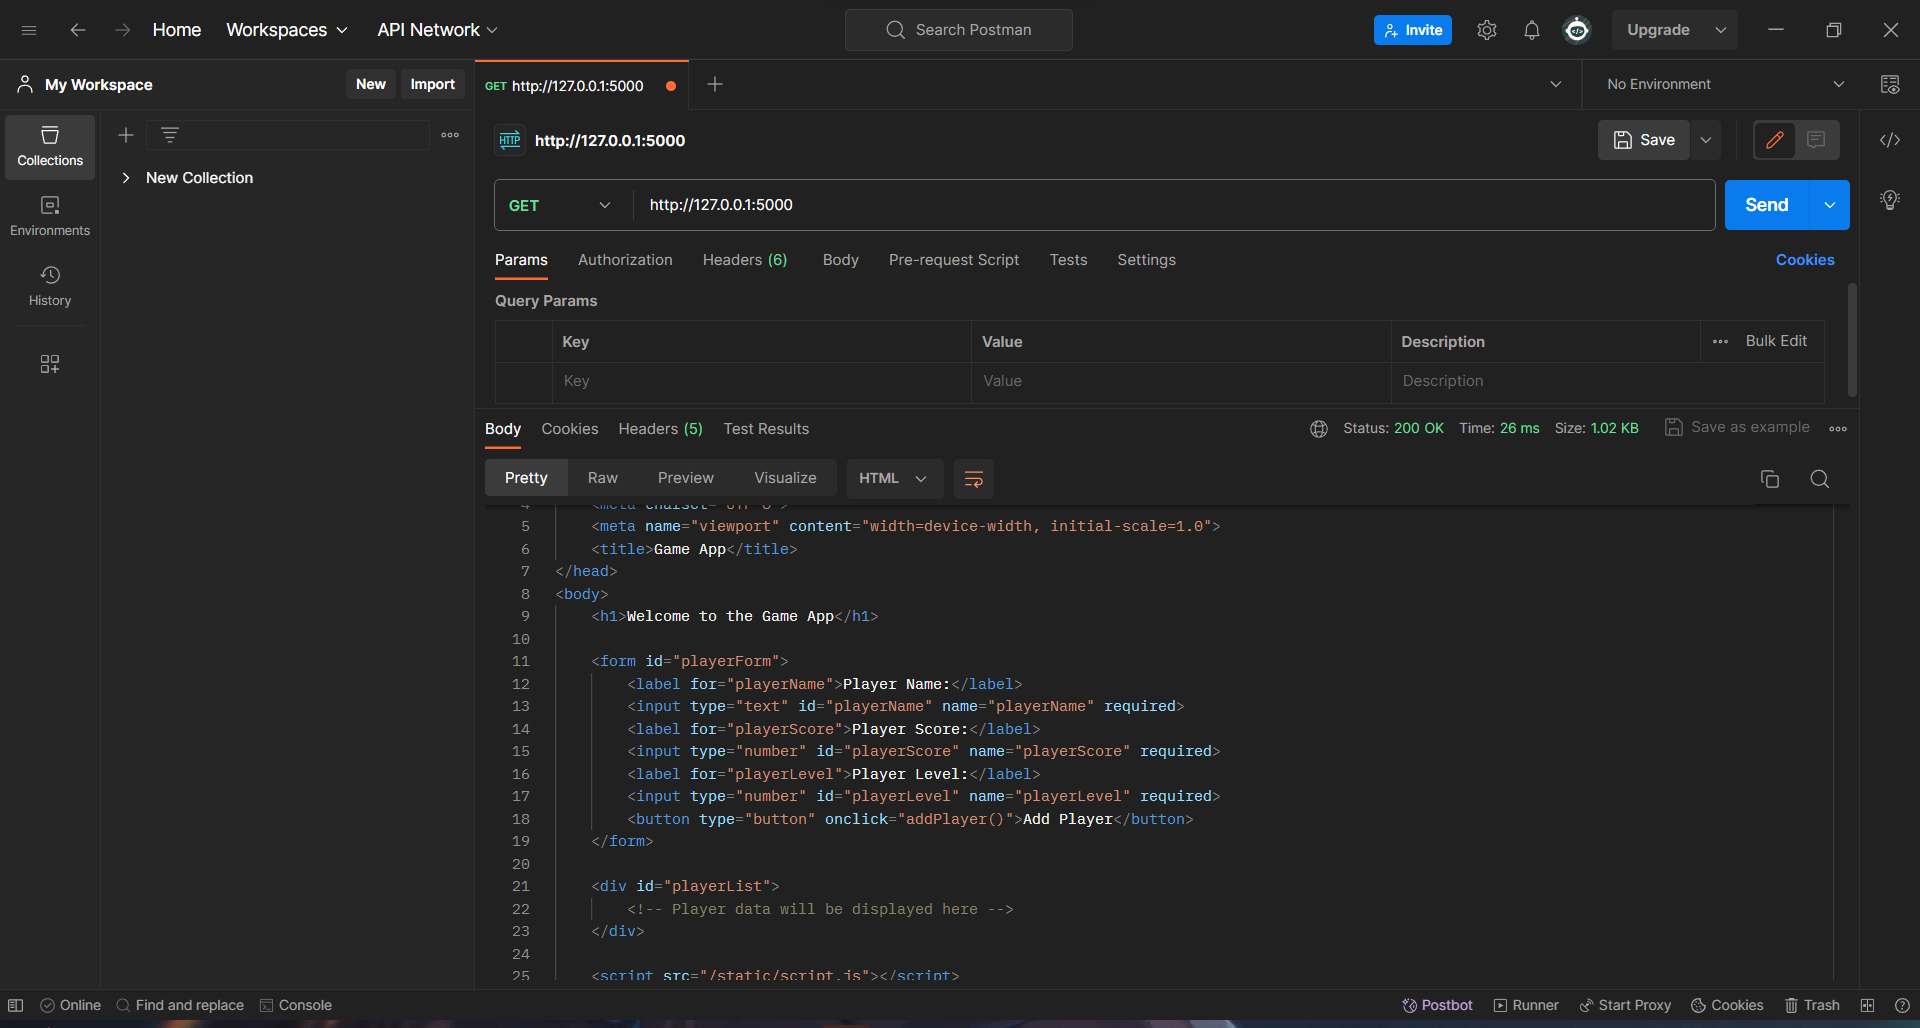 Home Workspaces API Network Search Postman Invite Upgrade
My Workspace New Import GET http://127.0.0.1:5000 No Environment
Collections
Environments
History
New Collection
HTTP http://127.0.0.1:5000 Save
GET http://127.0.0.1:5000 Send
Params Authorization Headers (6) Body Pre-request Script Tests Settings Cookies
Query Params
Key Value Description Bulk Edit
Key Value Description
Body Cookies Headers (5) Test Results Status: 200 OK Time: 26 ms Size: 1.02 KB Save as example
Pretty Raw Preview Visualize HTML
4 <meta charset="UTF-8">
5 <meta name="viewport" content="width=device-width, initial-scale=1.0">
6 <title>Game App</title>
7 </head>
8 <body>
9 <h1>Welcome to the Game App</h1>
10
11 <form id="playerForm">
12 <label for="playerName">Player Name:</label>
13 <input type="text" id="playerName" name="playerName" required>
14 <label for="playerScore">Player Score:</label>
15 <input type="number" id="playerScore" name="playerScore" required>
16 <label for="playerLevel">Player Level:</label>
17 <input type="number" id="playerLevel" name="playerLevel" required>
18 <button type="button" onclick="addPlayer()">Add Player</button>
19 </form>
20
21 <div id="playerList">
22 <!-- Player data will be displayed here -->
23 </div>
24
25 <script src="/static/script.js"></script>
Online Find and replace Console Postbot Runner Start Proxy Cookies Trash